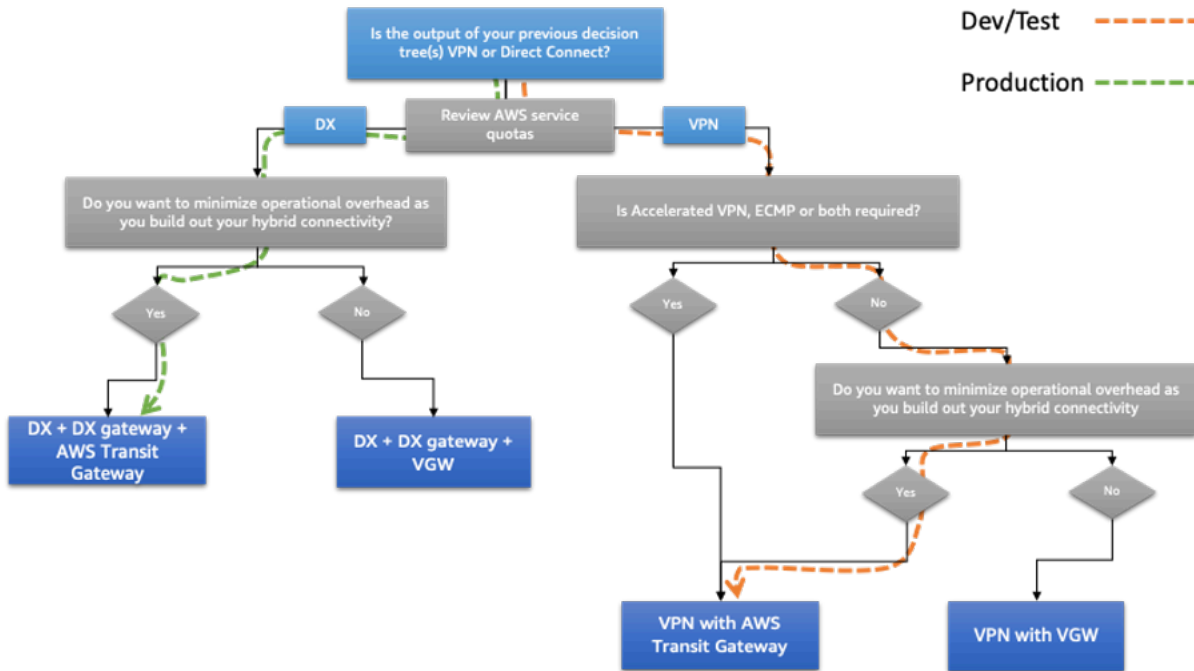 Is the output of your previous decision
tree(s) VPN or Direct Connect?
Dev/Test
Production
DX
Review AWS service
quotas
VPN
Do you want to minimize operational overhead as
you build out your hybrid connectivity?
Is Accelerated VPN, ECMP or both required?
Yes
No
Yes
No
Do you want to minimize operational overhead as
you build out your hybrid connectivity
DX + DX gateway +
AWS Transit
Gateway
DX + DX gateway +
VGW
Yes
No
VPN with AWS
Transit Gateway
VPN with VGW